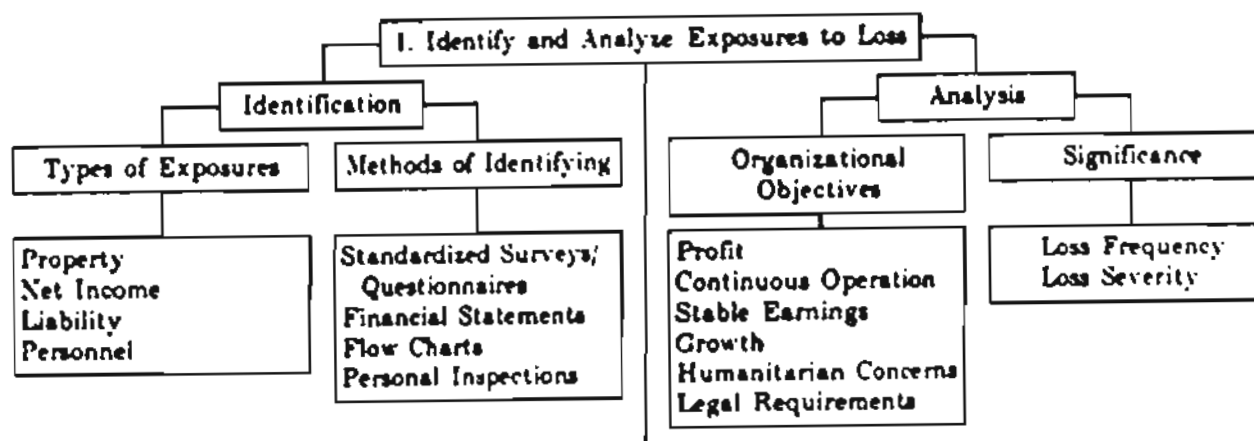 1. Identify and Analyze Exposures to Loss
Identification
Analysis
Types of Exposures
Methods of Identifying
Organizational
Objectives
Significance
Property
Net Income
Liability
Personnel
Standardized Surveys/
Questionnaires
Financial Statements
Flow Charts
Personal Inspections
Profit
Continuous Operation
Stable Earnings
Growth
Humanitarian Concerns
Legal Requirements
Loss Frequency
Loss Severity